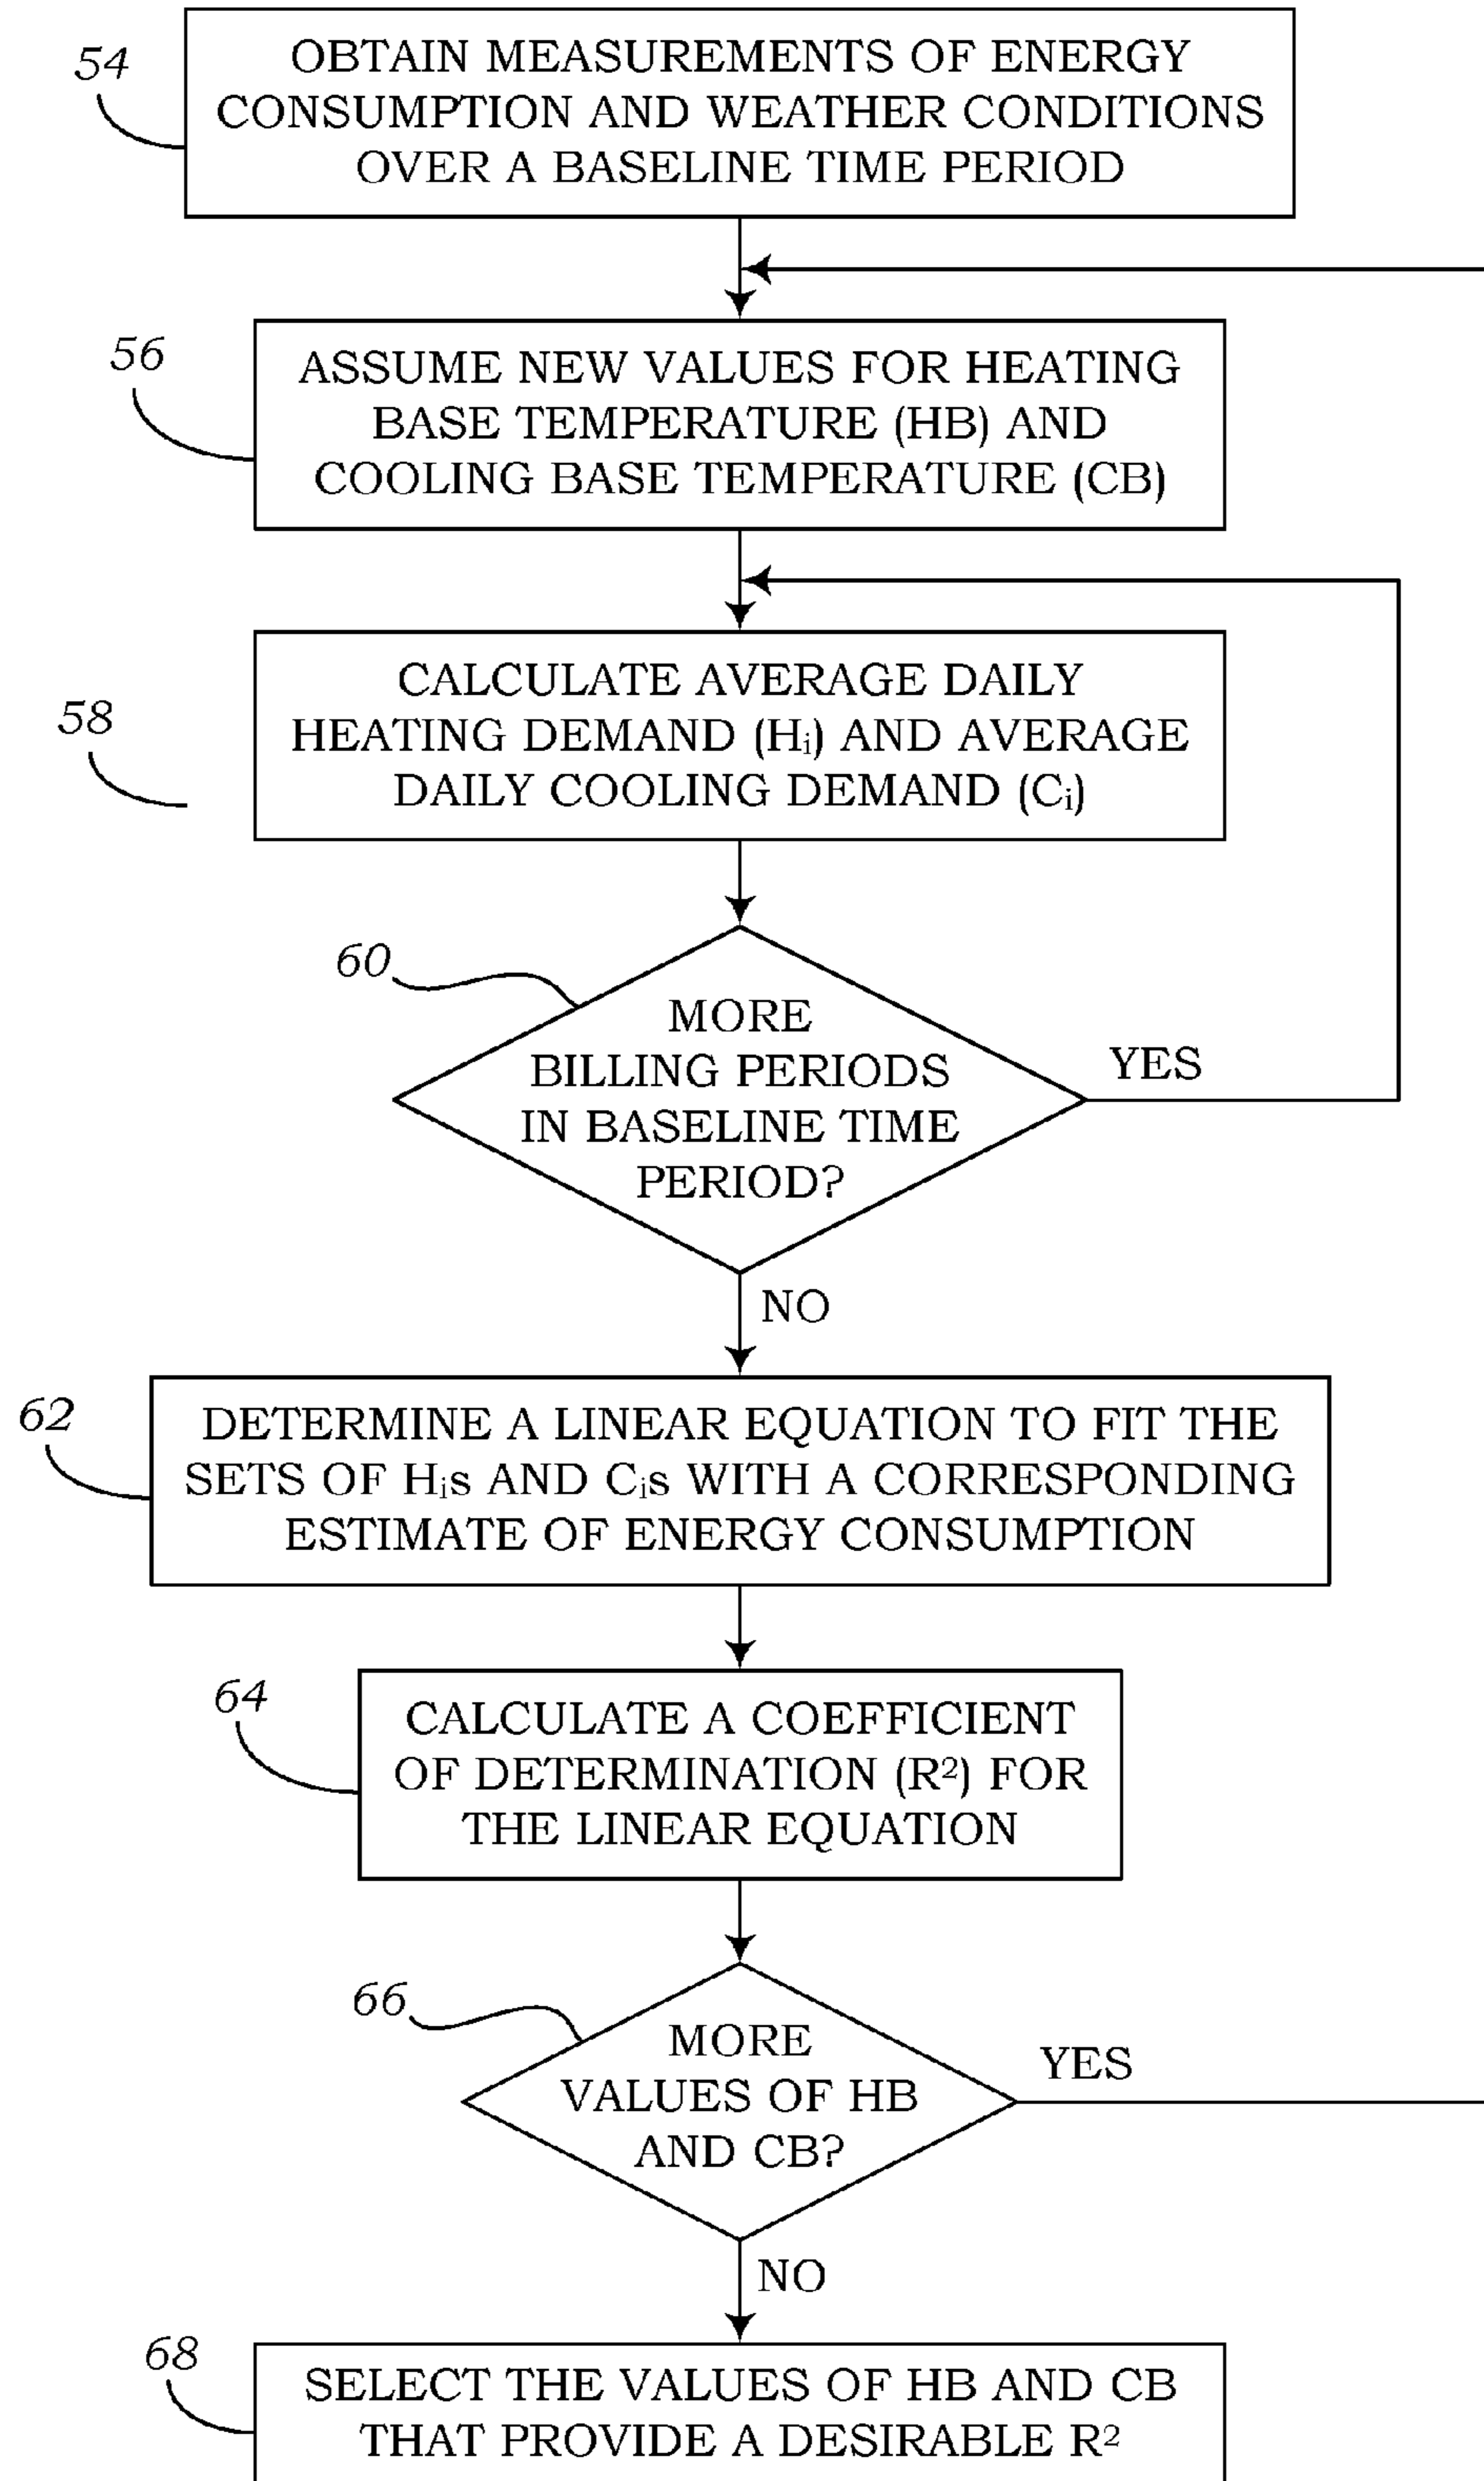 54
OBTAIN MEASUREMENTS OF ENERGY
CONSUMPTION AND WEATHER CONDITIONS
OVER A BASELINE TIME PERIOD
56
ASSUME NEW VALUES FOR HEATING
BASE TEMPERATURE (HB) AND
COOLING BASE TEMPERATURE (CB)
58
CALCULATE AVERAGE DAILY
HEATING DEMAND (Hᵢ) AND AVERAGE
DAILY COOLING DEMAND (Cᵢ)
60
MORE
BILLING PERIODS
IN BASELINE TIME
PERIOD?
YES
NO
62
DETERMINE A LINEAR EQUATION TO FIT THE
SETS OF Hᵢs AND Cᵢs WITH A CORRESPONDING
ESTIMATE OF ENERGY CONSUMPTION
64
CALCULATE A COEFFICIENT
OF DETERMINATION (R²) FOR
THE LINEAR EQUATION
66
MORE
VALUES OF HB
AND CB?
YES
NO
68
SELECT THE VALUES OF HB AND CB
THAT PROVIDE A DESIRABLE R²